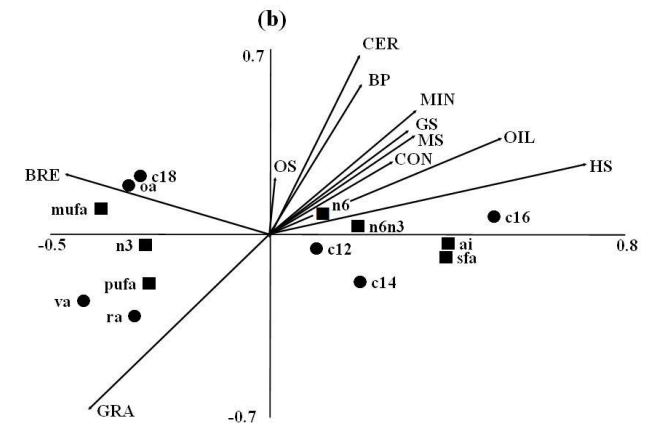 (b)
0.7
CER
BP
MIN
GS
MS
OIL
CON
OS
HS
BRE
c18
oa
mufa
n6
c16
n6n3
-0.5
n3
c12
ai
0.8
sfa
pufa
c14
va
ra
GRA
-0.7